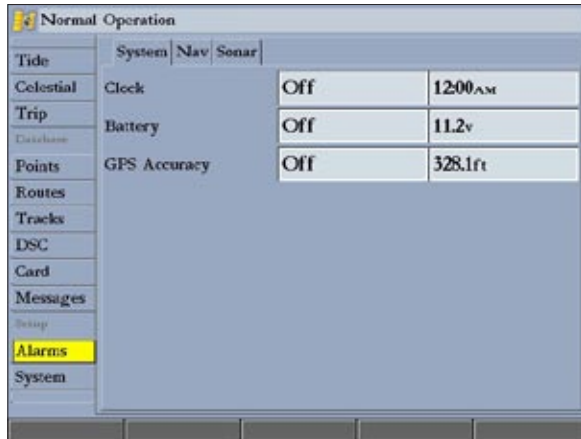 Normal Operation
System Nav Sonar
Tide
Celestial
Trip
Database
Points
Routes
Tracks
DSC
Card
Messages
Setup
Alarms
System
Clock Off 12:00AM
Battery Off 11.2v
GPS Accuracy Off 328.1ft